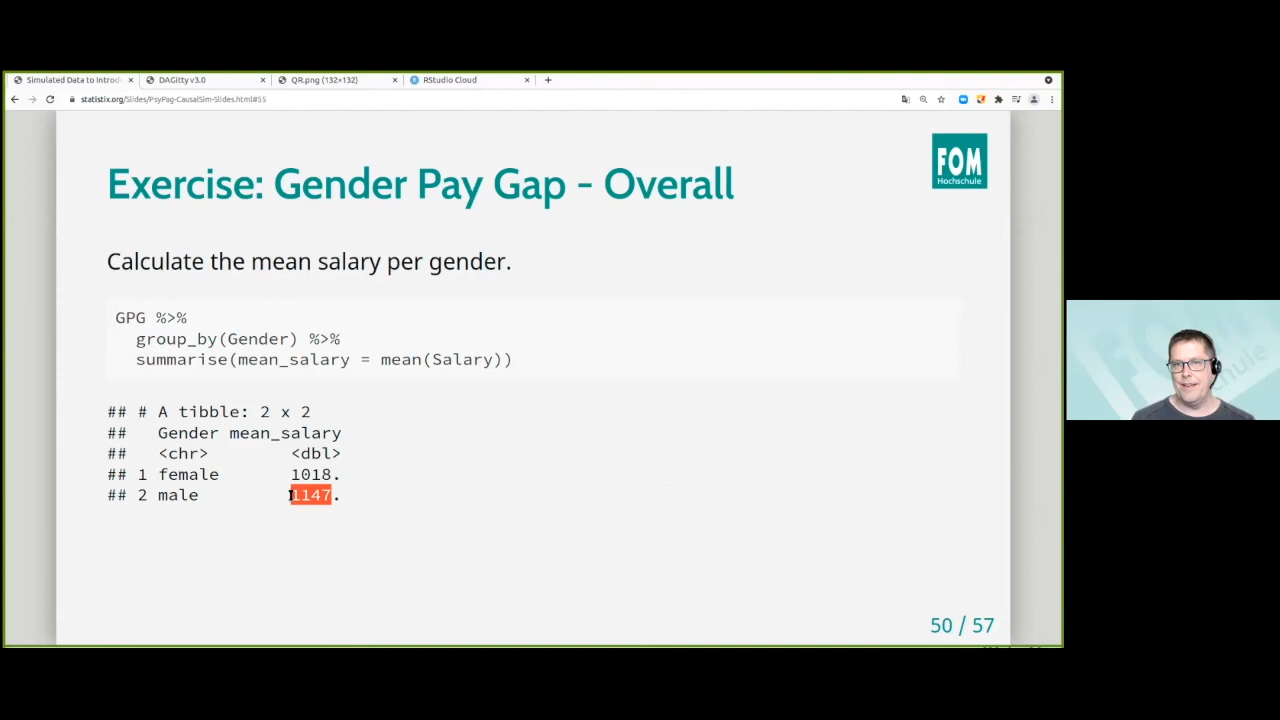 Simulated Data to Introd
DAGitty v3.0
QR.png (132×132)
RStudio Cloud
statistix.org/Slides/PsyPag-CausalSim-Slides.html#55
FOM
Hochschule
Exercise: Gender Pay Gap - Overall
Calculate the mean salary per gender.
GPG %>%
group_by(Gender) %>%
summarise(mean_salary = mean(Salary))
## # A tibble: 2 x 2
## Gender mean_salary
## <chr> <dbl>
## 1 female 1018.
## 2 male 1147.
50 / 57